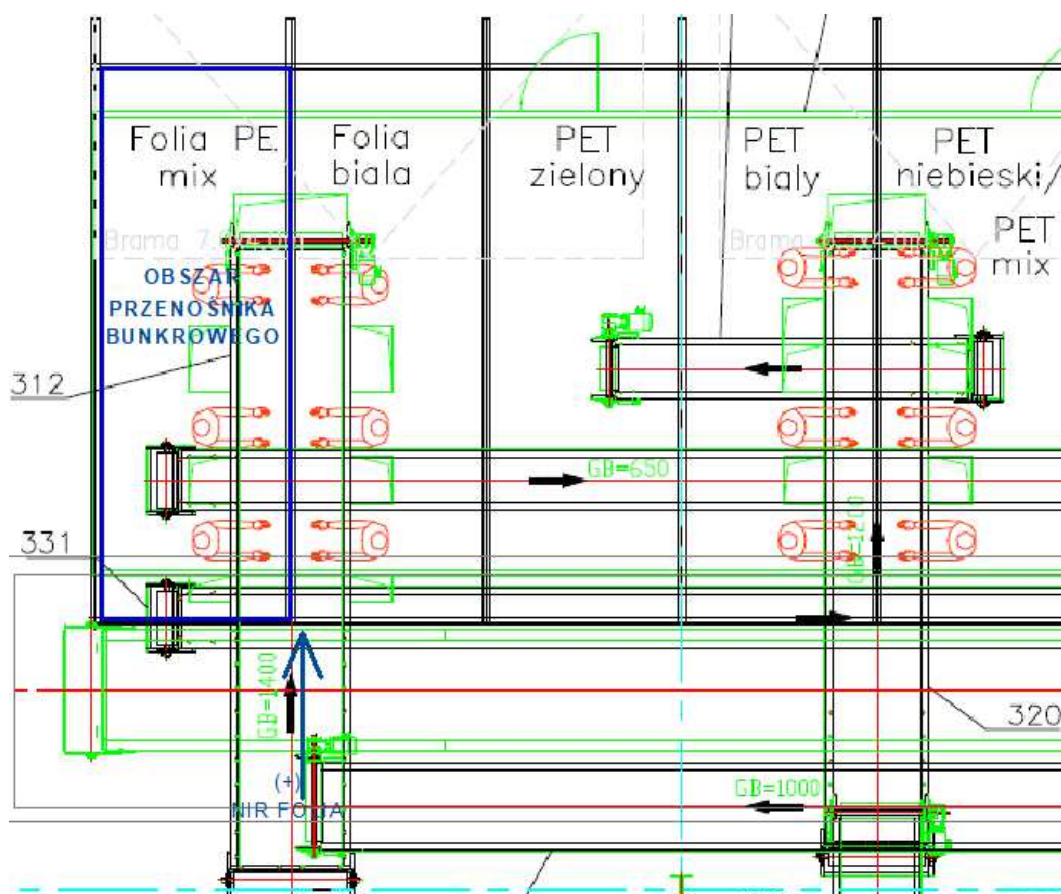 Folia PE
mix
Folia
biala
PET
zielony
PET
bialy
PET
niebieski/
PET
mix
Brama
Brama
OBSZAR
PRZENOŚNIKA
BUNKROWEGO
312
GB=650
GB=1200
331
GB=1400
320
(+)
NIR FOLIA
GB=1000